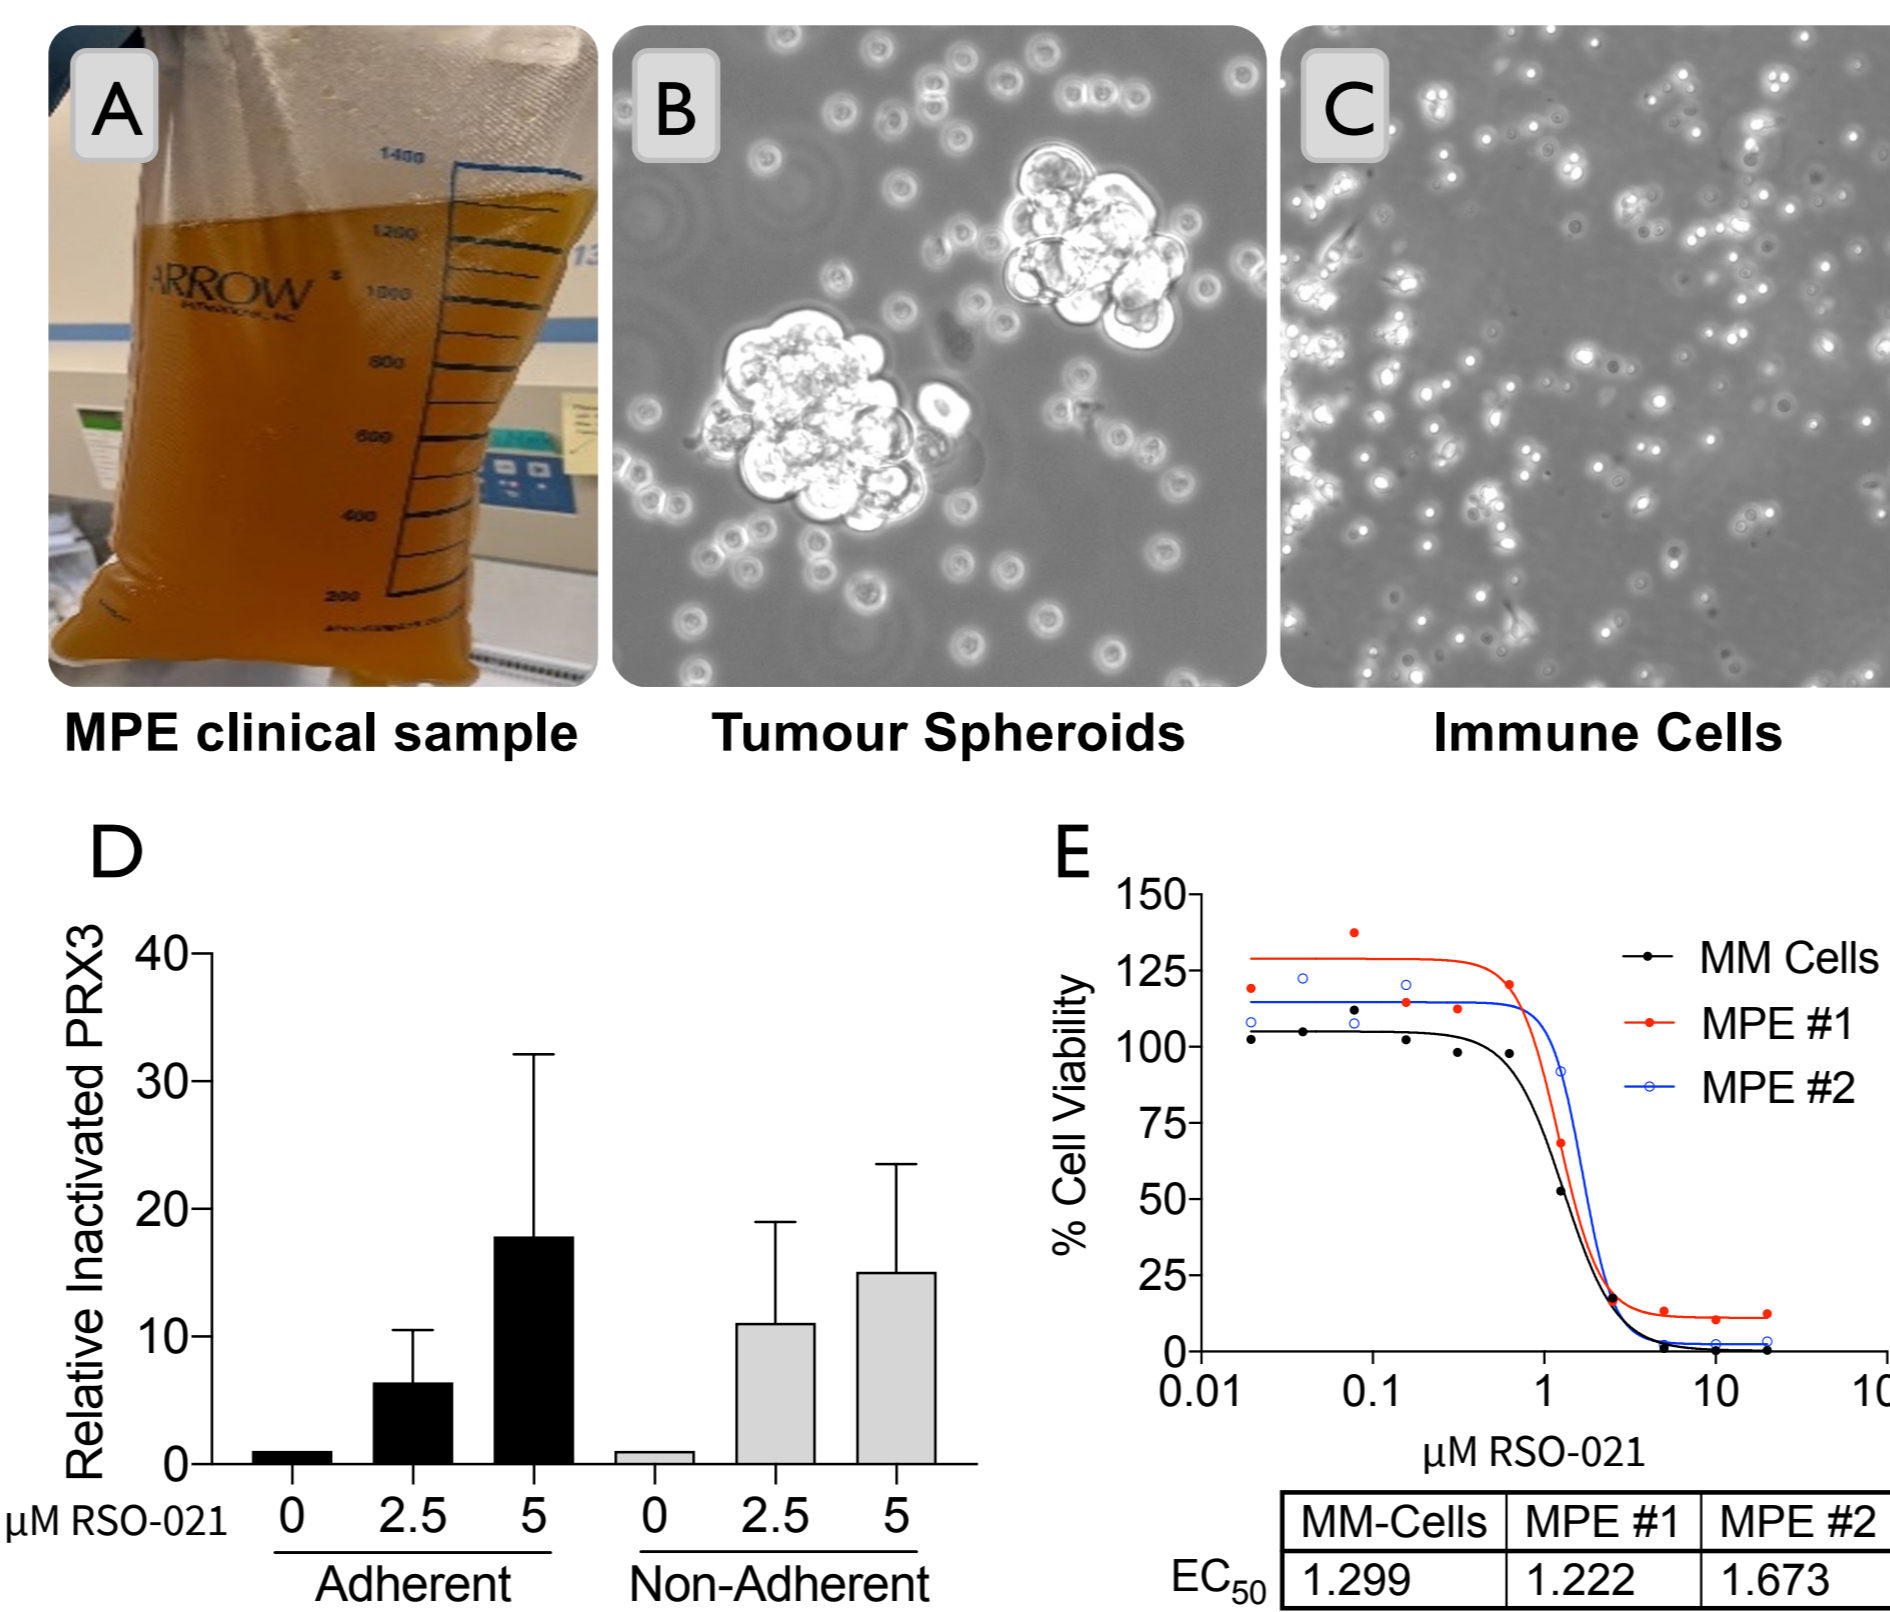 A
B
C
1400
1200
ARROW
1000
800
600
400
200
MPE clinical sample
Tumour Spheroids
Immune Cells
D
Relative Inactivated PRX3
40
30
20
10
0
µM RSO-021
0
2.5
5
0
2.5
5
Adherent
Non-Adherent
E
% Cell Viability
150
125
100
75
50
25
0
0.01
0.1
1
10
10
MM Cells
MPE #1
MPE #2
µM RSO-021
MM-Cells MPE #1 MPE #2
EC50 1.299 1.222 1.673